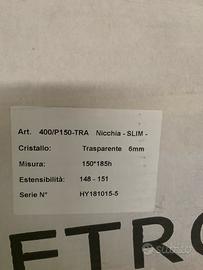 Art. 400/P150-TRA Nicchia - SLIM -
Cristallo: Trasparente 6mm
Misura: 150*185h
Estensibilità: 148 - 151
Serie N° HY181015-5
ETRO
subito